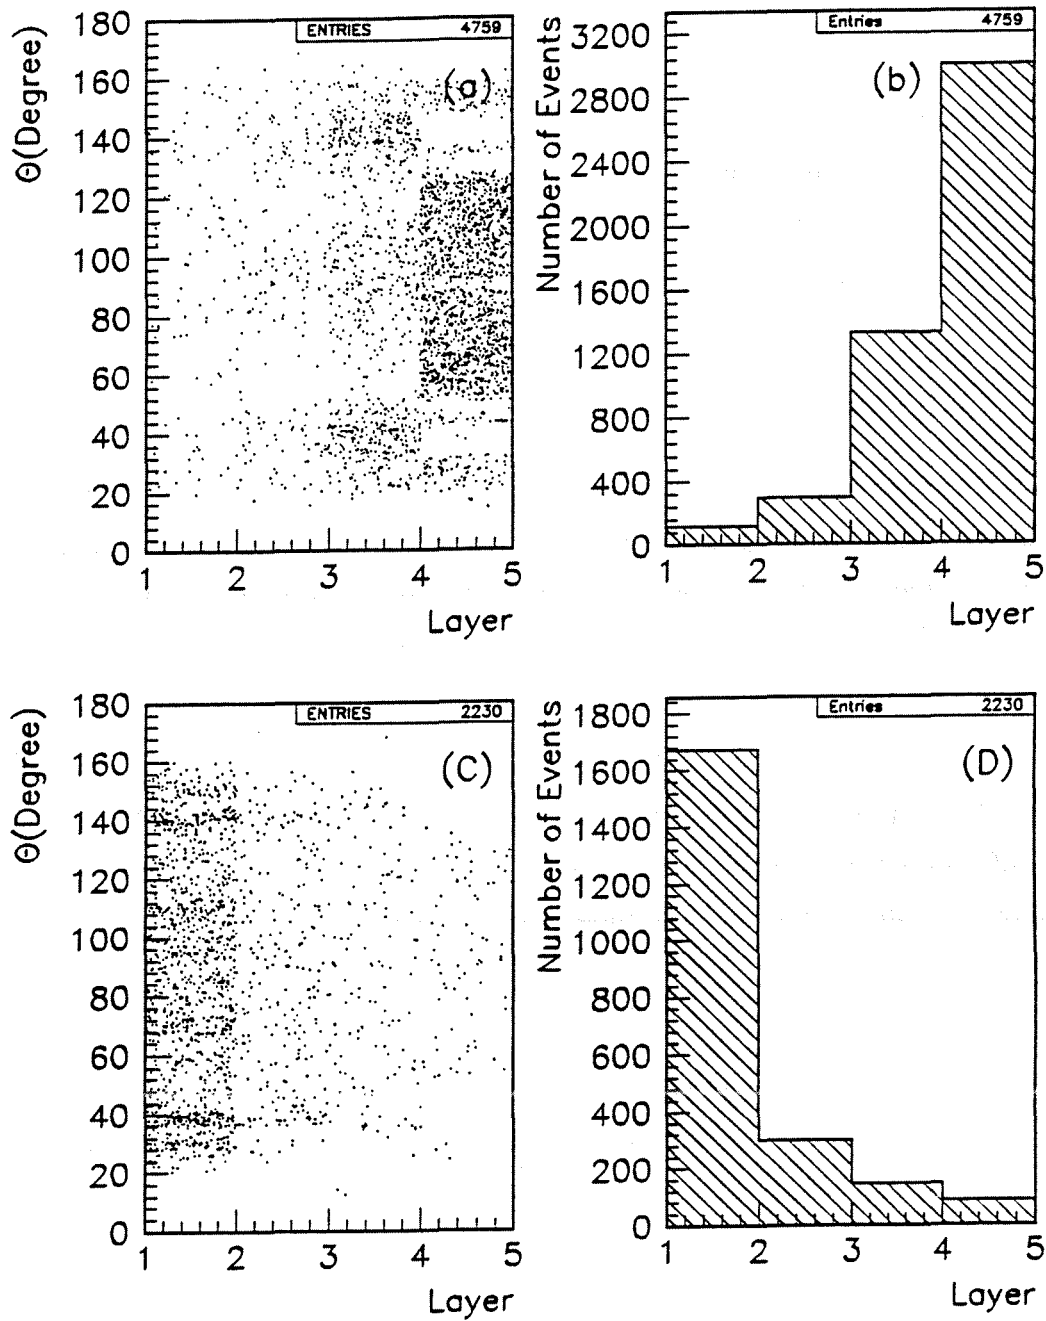 ENTRIES 4759
(a)
Θ(Degree)
180
160
140
120
100
80
60
40
20
0
1 2 3 4 5
Layer
Entries 4759
(b)
Number of Events
3200
2800
2400
2000
1600
1200
800
400
0
1 2 3 4 5
Layer
ENTRIES 2230
(C)
Θ(Degree)
180
160
140
120
100
80
60
40
20
0
1 2 3 4 5
Layer
Entries 2230
(D)
Number of Events
1800
1600
1400
1200
1000
800
600
400
200
0
1 2 3 4 5
Layer